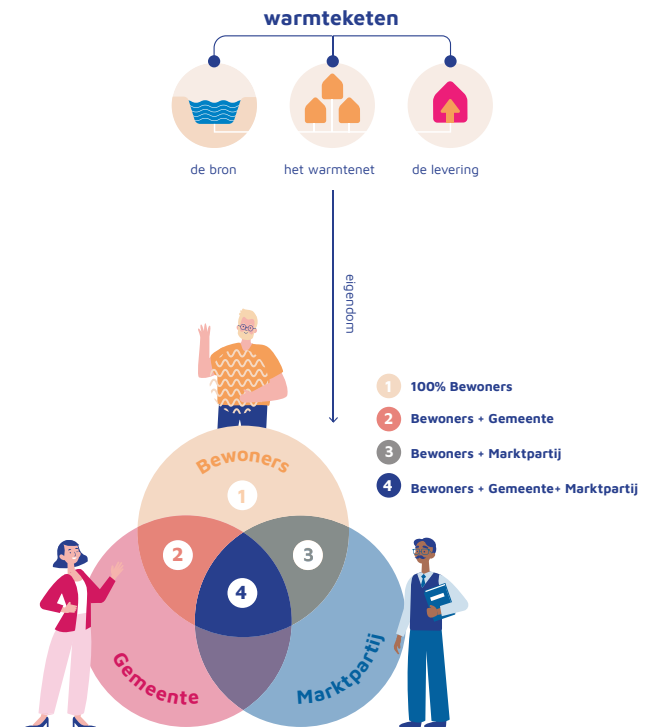 warmteketen
de bron
het warmtenet
de levering
eigendom
1 100% Bewoners
2 Bewoners + Gemeente
3 Bewoners + Marktpartij
4 Bewoners + Gemeente+ Marktpartij
Bewoners
1
2
3
4
Gemeente
Marktpartij